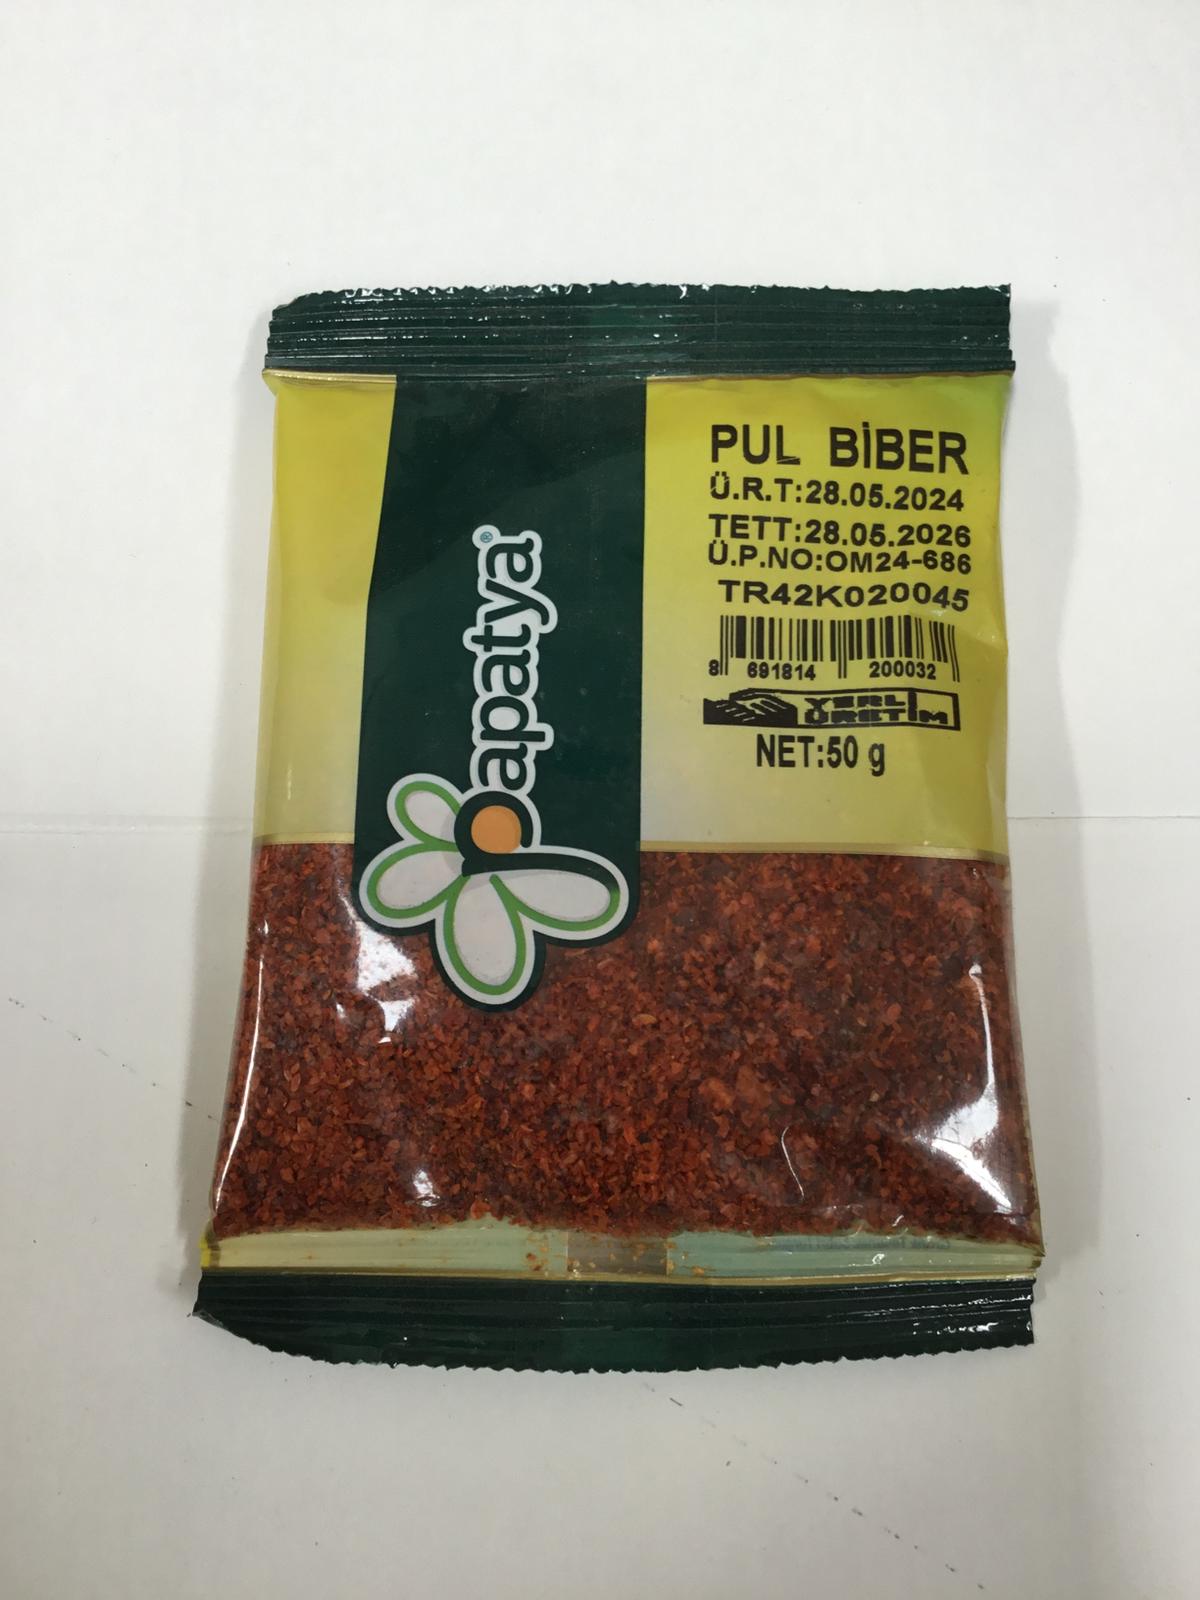 papatya®
PUL BİBER
Ü.R.T:28.05.2024
TETT:28.05.2026
Ü.P.NO:OM24-686
TR42K020045
8 691814 200032
YERLİ
ÜRETİM
NET:50 g